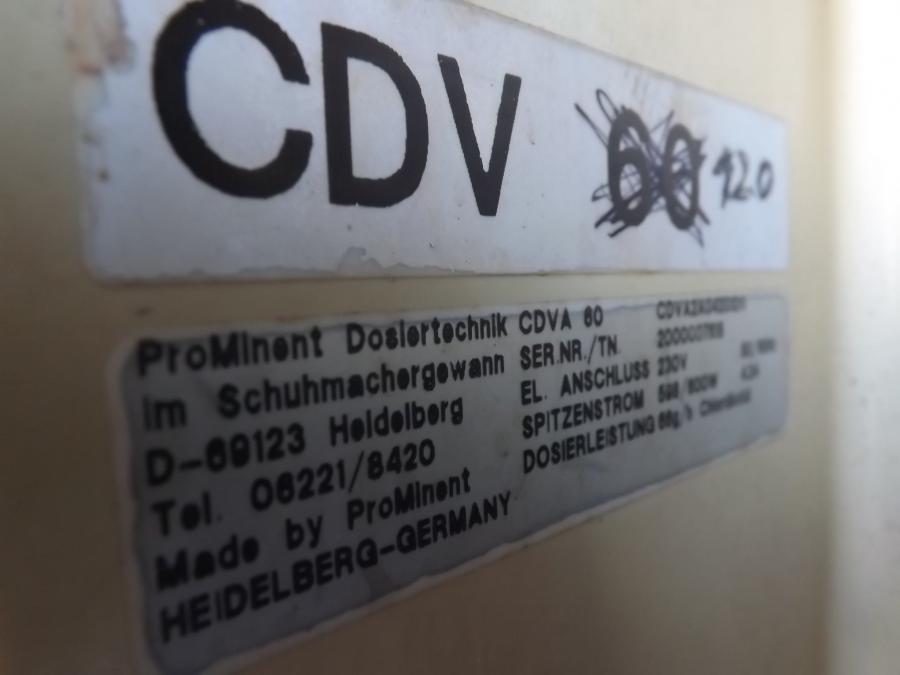 CDV 60 120
ProMinent Dosiertechnik
Im Schuhmachergewann
D-69123 Heidelberg
Tel. 06221/8420
Made by ProMinent
HEIDELBERG-GERMANY
CDVA 60
SER.NR./TN.
EL. ANSCHLUSS 230V
SPITZENSTROM
DOSIERLEISTUNG